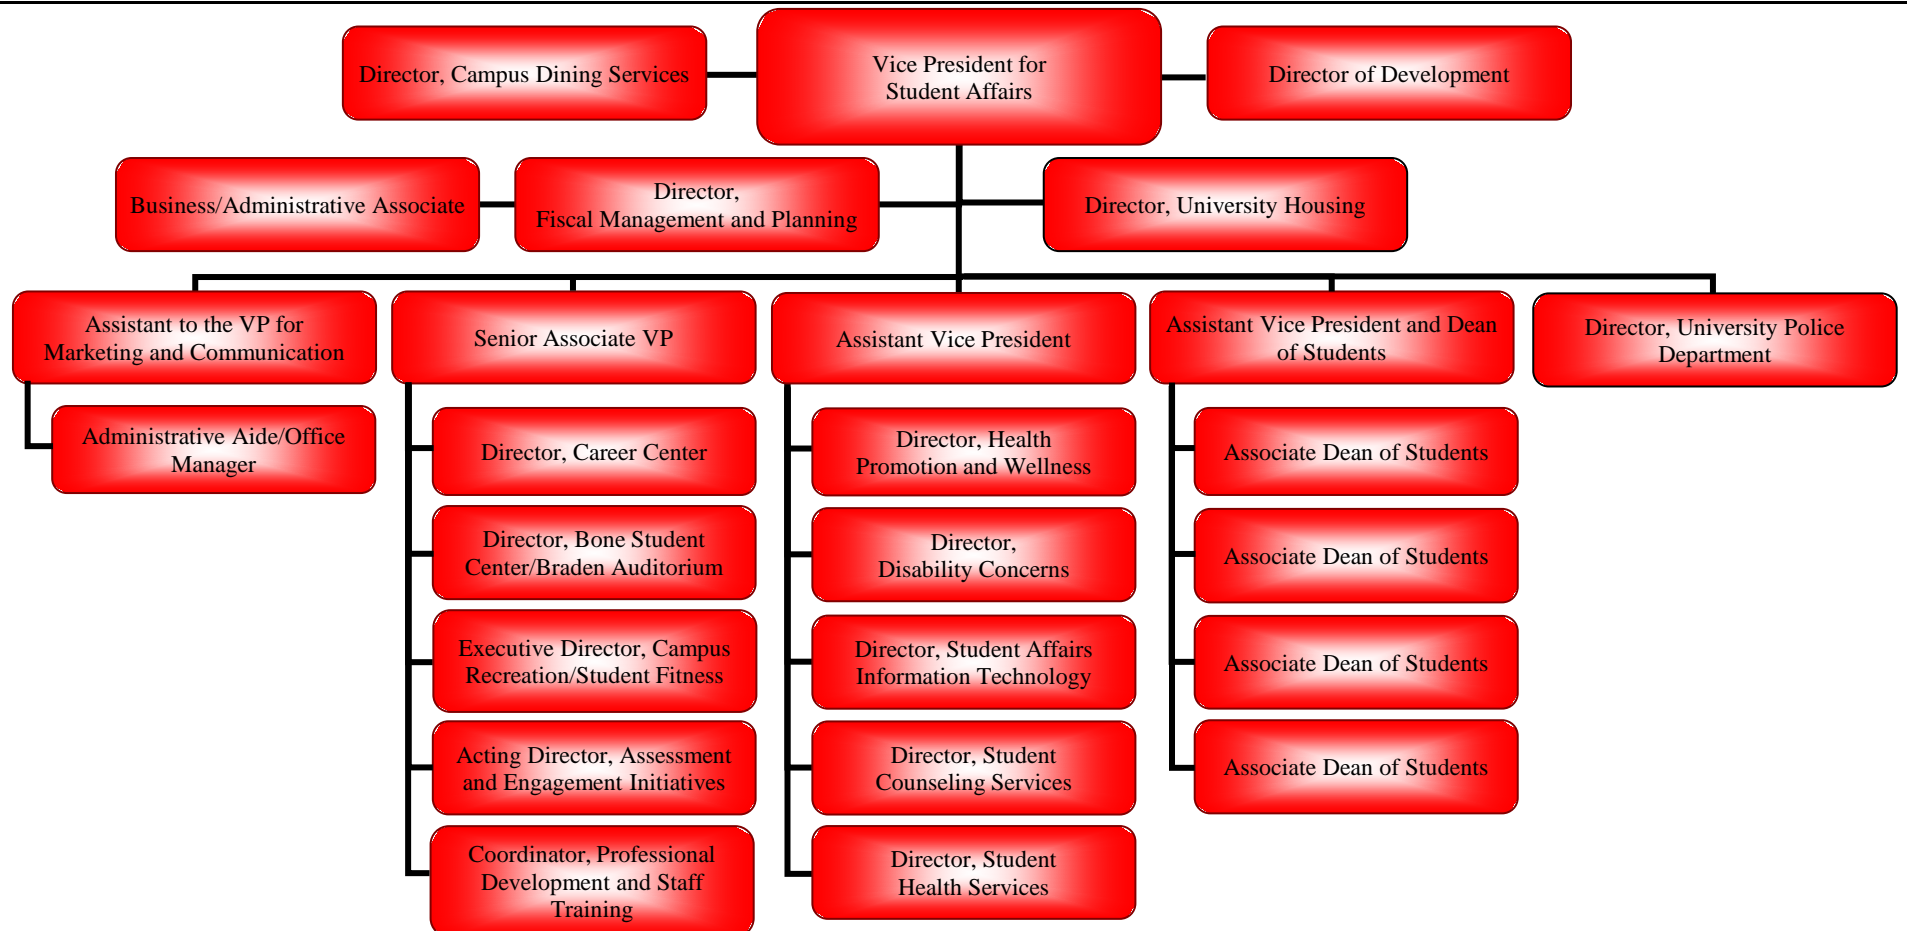 Director, Campus Dining Services
Vice President for
Student Affairs
Director of Development
Business/Administrative Associate
Director,
Fiscal Management and Planning
Director, University Housing
Assistant to the VP for
Marketing and Communication
Senior Associate VP
Assistant Vice President
Assistant Vice President and Dean
of Students
Director, University Police
Department
Administrative Aide/Office
Manager
Director, Career Center
Director, Bone Student
Center/Braden Auditorium
Executive Director, Campus
Recreation/Student Fitness
Acting Director, Assessment
and Engagement Initiatives
Coordinator, Professional
Development and Staff
Training
Director, Health
Promotion and Wellness
Director,
Disability Concerns
Director, Student Affairs
Information Technology
Director, Student
Counseling Services
Director, Student
Health Services
Associate Dean of Students
Associate Dean of Students
Associate Dean of Students
Associate Dean of Students